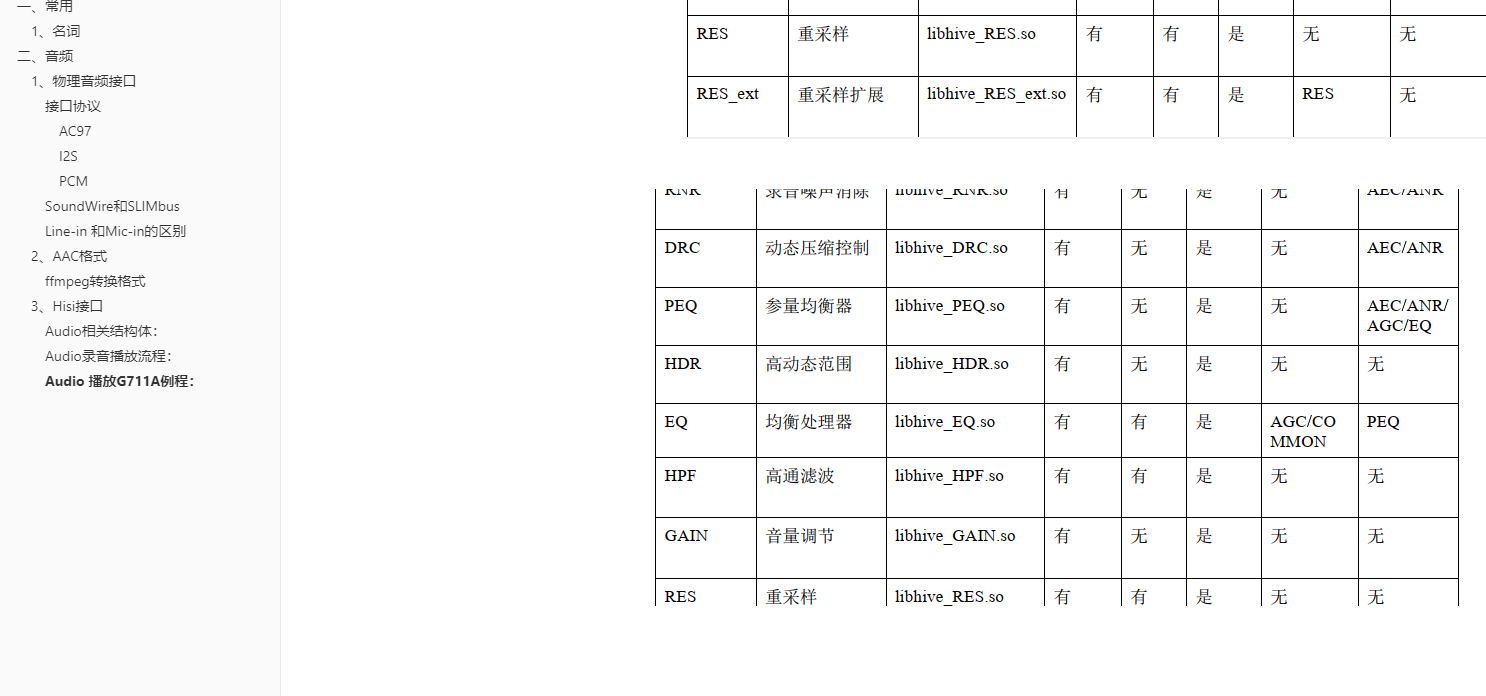 一、常用
1、名词
二、音频
1、物理音频接口
接口协议
AC97
I2S
PCM
SoundWire和SLIMbus
Line-in 和Mic-in的区别
2、AAC格式
ffmpeg转换格式
3、Hisi接口
Audio相关结构体：
Audio录音播放流程：
Audio 播放G711A例程：
RES 重采样 libhive_RES.so 有 有 是 无 无
RES_ext 重采样扩展 libhive_RES_ext.so 有 有 是 RES 无
RNR 录音噪声消除 libhive_RNR.so 有 无 是 无 AEC/ANR
DRC 动态压缩控制 libhive_DRC.so 有 无 是 无 AEC/ANR
PEQ 参量均衡器 libhive_PEQ.so 有 无 是 无 AEC/ANR/
AGC/EQ
HDR 高动态范围 libhive_HDR.so 有 无 是 无 无
EQ 均衡处理器 libhive_EQ.so 有 有 是 AGC/CO PEQ
MMON
HPF 高通滤波 libhive_HPF.so 有 有 是 无 无
GAIN 音量调节 libhive_GAIN.so 有 无 是 无 无
RES 重采样 libhive_RES.so 有 有 是 无 无